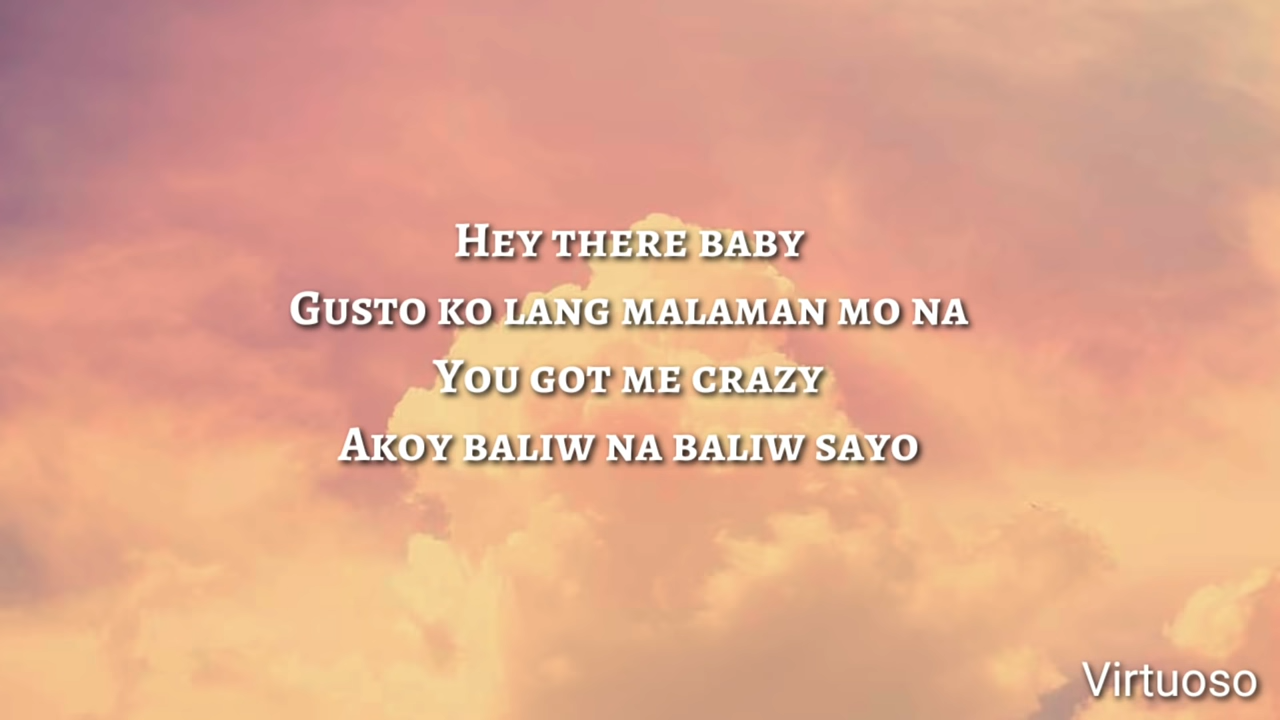 Hey there baby
Gusto ko lang malaman mo na
You got me crazy
Akoy baliw na baliw sayo
Virtuoso